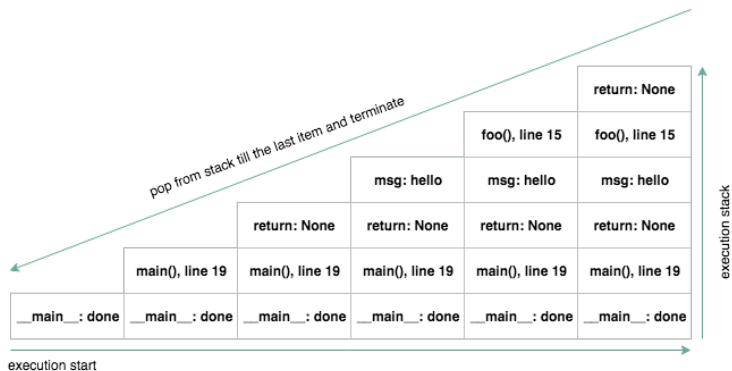 pop from stack till the last item and terminate
return: None
foo(), line 15 foo(), line 15
msg: hello msg: hello msg: hello
return: None return: None return: None return: None
main(), line 19 main(), line 19 main(), line 19 main(), line 19 main(), line 19
__main__: done __main__: done __main__: done __main__: done __main__: done __main__: done
execution stack
execution start